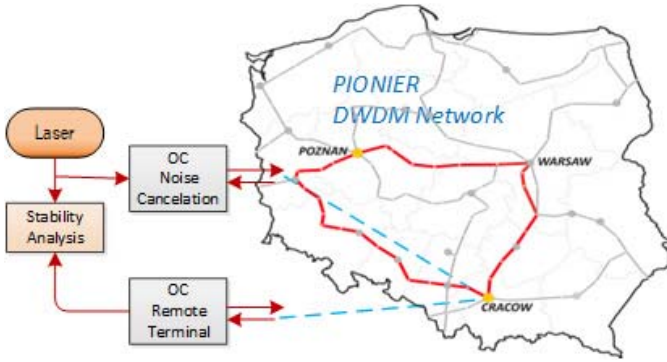 PIONIER
DWDM Network
Laser
POZNAN
WARSAW
OC
Noise
Cancelation
Stability
Analysis
OC
Remote
Terminal
CRACOW